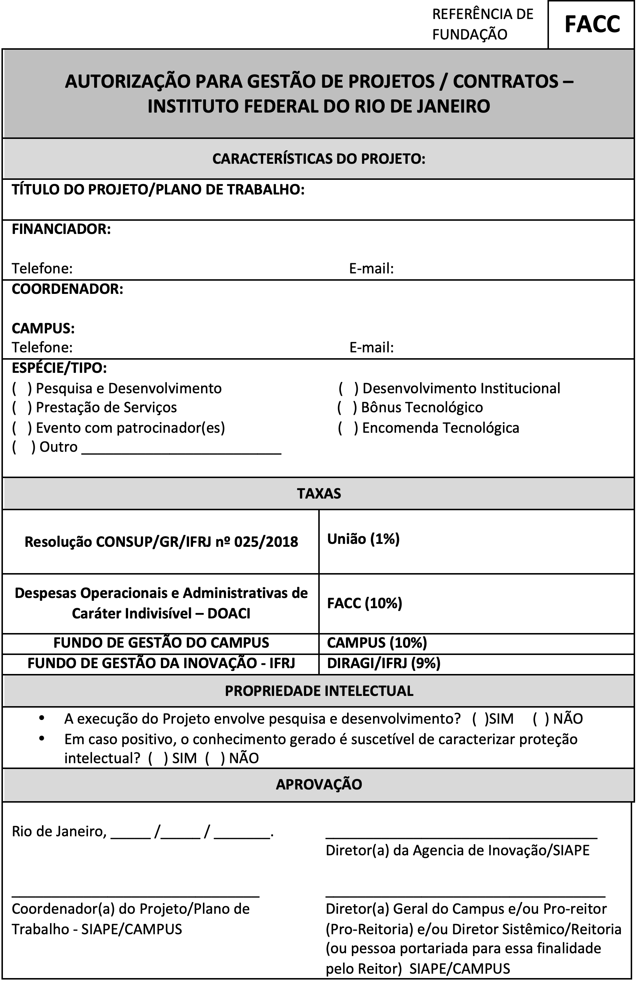 REFERÊNCIA DE
FUNDAÇÃO
FACC
AUTORIZAÇÃO PARA GESTÃO DE PROJETOS / CONTRATOS –
INSTITUTO FEDERAL DO RIO DE JANEIRO
CARACTERÍSTICAS DO PROJETO:
TÍTULO DO PROJETO/PLANO DE TRABALHO:
FINANCIADOR:
Telefone: E-mail:
COORDENADOR:
CAMPUS:
Telefone: E-mail:
ESPÉCIE/TIPO:
( ) Pesquisa e Desenvolvimento ( ) Desenvolvimento Institucional
( ) Prestação de Serviços ( ) Bônus Tecnológico
( ) Evento com patrocinador(es) ( ) Encomenda Tecnológica
( ) Outro __________________________
TAXAS
Resolução CONSUP/GR/IFRJ nº 025/2018
União (1%)
Despesas Operacionais e Administrativas de
Caráter Indivisível – DOACI
FACC (10%)
FUNDO DE GESTÃO DO CAMPUS
CAMPUS (10%)
FUNDO DE GESTÃO DA INOVAÇÃO - IFRJ
DIRAGI/IFRJ (9%)
PROPRIEDADE INTELECTUAL
• A execução do Projeto envolve pesquisa e desenvolvimento? ( )SIM ( ) NÃO
• Em caso positivo, o conhecimento gerado é suscetível de caracterizar proteção
intelectual? ( ) SIM ( ) NÃO
APROVAÇÃO
Rio de Janeiro, _____ /_____ / _______.
__________________________________
Diretor(a) da Agencia de Inovação/SIAPE
_______________________________
Coordenador(a) do Projeto/Plano de
Trabalho - SIAPE/CAMPUS
___________________________________
Diretor(a) Geral do Campus e/ou Pro-reitor
(Pro-Reitoria) e/ou Diretor Sistêmico/Reitoria
(ou pessoa portariada para essa finalidade
pelo Reitor) SIAPE/CAMPUS